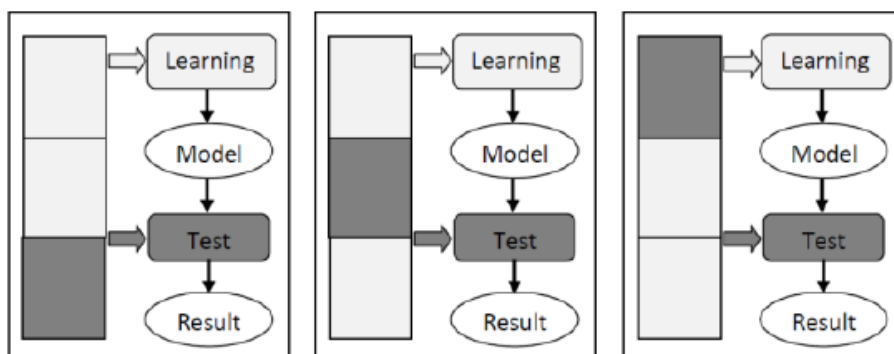 Learning
Model
Test
Result
Learning
Model
Test
Result
Learning
Model
Test
Result